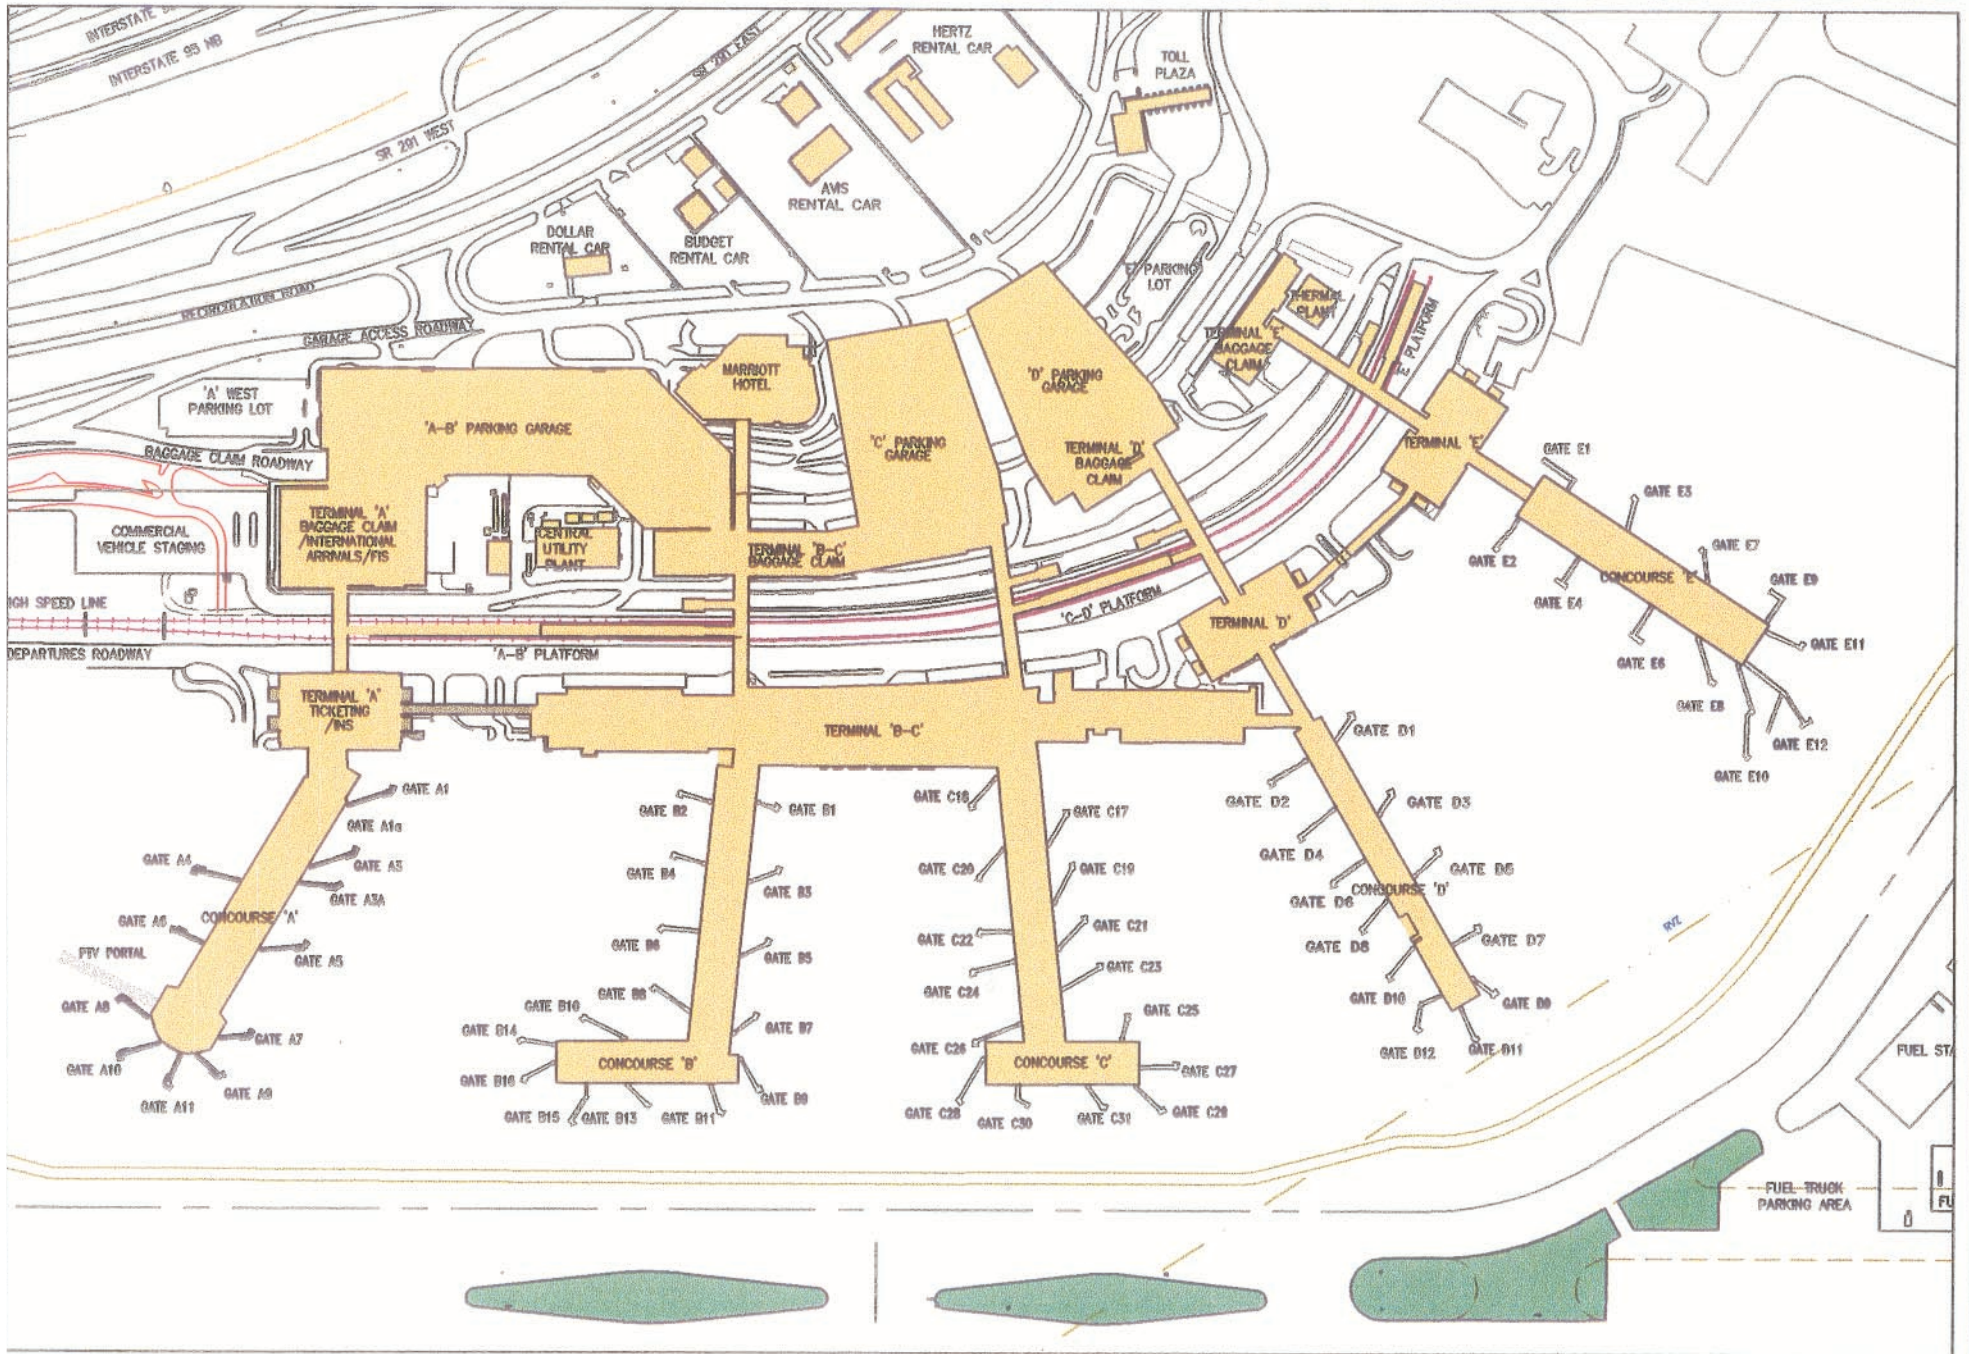 INTERSTATE 95 NB
SR 291 EAST
SR 291 WEST
HERTZ
RENTAL CAR
TOLL
PLAZA
AVIS
RENTAL CAR
DOLLAR
RENTAL CAR
BUDGET
RENTAL CAR
PARKING
LOT
RECIRCULATION ROAD
GARAGE ACCESS ROADWAY
THERMAL
PLANT
TERMINAL 'E'
BAGGAGE
CLAIM
'E' PLATFORM
'A' WEST
PARKING LOT
MARRIOTT
HOTEL
'D' PARKING
GARAGE
'A-B' PARKING GARAGE
'C' PARKING
GARAGE
TERMINAL 'D'
BAGGAGE
CLAIM
TERMINAL 'E'
BAGGAGE CLAIM ROADWAY
COMMERCIAL
VEHICLE STAGING
TERMINAL 'A'
BAGGAGE CLAIM
/INTERNATIONAL
ARRIVALS/FIS
CENTRAL
UTILITY
PLANT
TERMINAL 'B-C'
BAGGAGE CLAIM
GATE E1
GATE E3
GATE E2
GATE E7
GATE E4
CONCOURSE 'E'
GATE E9
GATE E6
GATE E11
GATE E8
GATE E12
GATE E10
IGH SPEED LINE
DEPARTURES ROADWAY
'A-B' PLATFORM
'C-D' PLATFORM
TERMINAL 'D'
TERMINAL 'A'
TICKETING
/INS
TERMINAL 'B-C'
GATE A1
GATE A1a
GATE A3
GATE A4
GATE A3A
GATE A6
CONCOURSE 'A'
PTV PORTAL
GATE A5
GATE A8
GATE A7
GATE A10
GATE A9
GATE A11
GATE B2
GATE B1
GATE B4
GATE B3
GATE B6
GATE B5
GATE B8
GATE B10
GATE B7
GATE B14
CONCOURSE 'B'
GATE B16
GATE B9
GATE B15
GATE B13
GATE B11
GATE C18
GATE C17
GATE C20
GATE C19
GATE C22
GATE C21
GATE C24
GATE C23
GATE C25
GATE C26
CONCOURSE 'C'
GATE C27
GATE C28
GATE C30
GATE C31
GATE C29
GATE D1
GATE D2
GATE D3
GATE D4
GATE D5
CONCOURSE 'D'
GATE D6
GATE D8
GATE D7
GATE D10
GATE D9
GATE D12
GATE D11
FUEL STA
FUEL TRUCK
PARKING AREA
FU